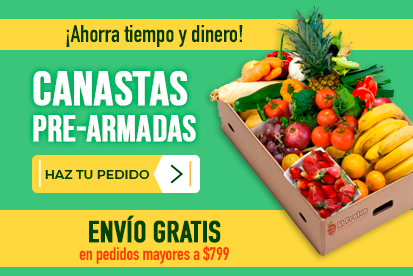 ¡Ahorra tiempo y dinero!
CANASTAS
PRE-ARMADAS
HAZ TU PEDIDO
ENVÍO GRATIS
en pedidos mayores a $799